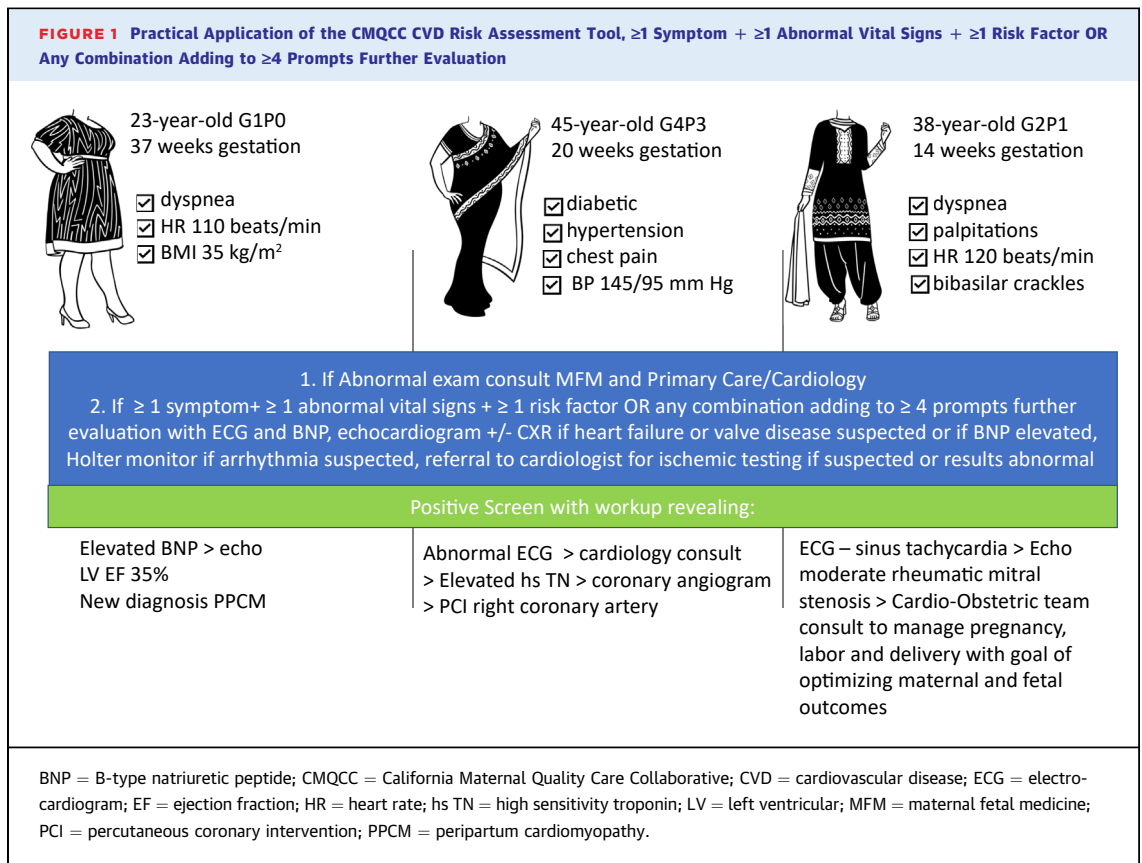 FIGURE 1 Practical Application of the CMQCC CVD Risk Assessment Tool, ≥1 Symptom + ≥1 Abnormal Vital Signs + ≥1 Risk Factor OR
Any Combination Adding to ≥4 Prompts Further Evaluation
23-year-old G1P0
37 weeks gestation
☑ dyspnea
☑ HR 110 beats/min
☑ BMI 35 kg/m²
45-year-old G4P3
20 weeks gestation
☑ diabetic
☑ hypertension
☑ chest pain
☑ BP 145/95 mm Hg
38-year-old G2P1
14 weeks gestation
☑ dyspnea
☑ palpitations
☑ HR 120 beats/min
☑ bibasilar crackles
1. If Abnormal exam consult MFM and Primary Care/Cardiology
2. If ≥ 1 symptom+ ≥ 1 abnormal vital signs + ≥ 1 risk factor OR any combination adding to ≥ 4 prompts further
evaluation with ECG and BNP, echocardiogram +/- CXR if heart failure or valve disease suspected or if BNP elevated,
Holter monitor if arrhythmia suspected, referral to cardiologist for ischemic testing if suspected or results abnormal
Positive Screen with workup revealing:
Elevated BNP > echo
LV EF 35%
New diagnosis PPCM
Abnormal ECG > cardiology consult
> Elevated hs TN > coronary angiogram
> PCI right coronary artery
ECG – sinus tachycardia > Echo
moderate rheumatic mitral
stenosis > Cardio-Obstetric team
consult to manage pregnancy,
labor and delivery with goal of
optimizing maternal and fetal
outcomes
BNP = B-type natriuretic peptide; CMQCC = California Maternal Quality Care Collaborative; CVD = cardiovascular disease; ECG = electro-
cardiogram; EF = ejection fraction; HR = heart rate; hs TN = high sensitivity troponin; LV = left ventricular; MFM = maternal fetal medicine;
PCI = percutaneous coronary intervention; PPCM = peripartum cardiomyopathy.